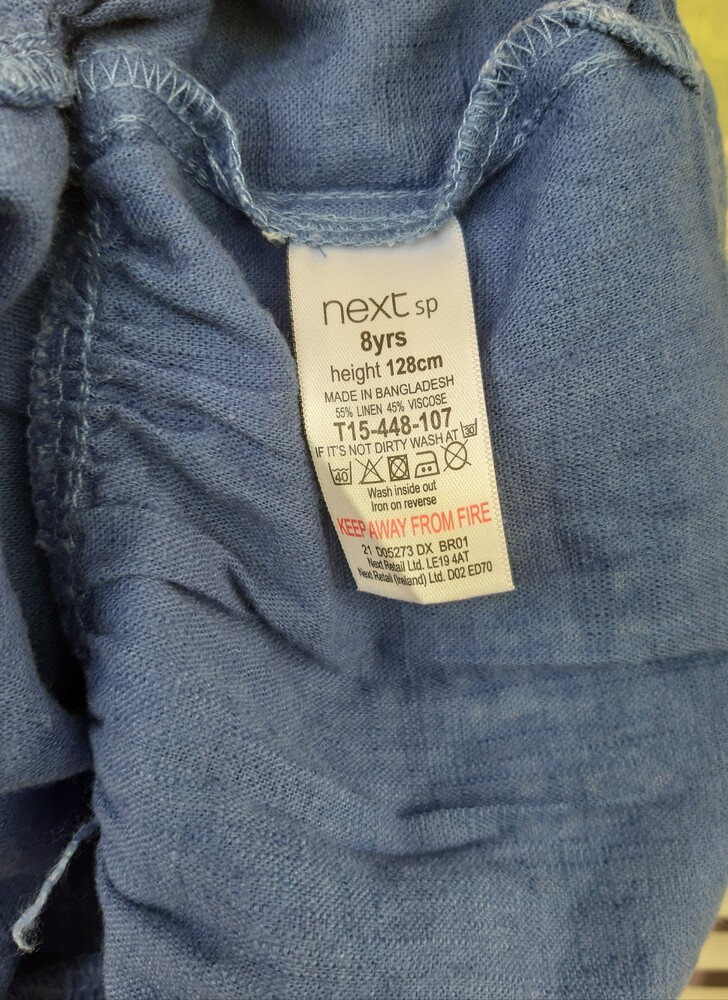 next sp
8yrs
height 128cm
MADE IN BANGLADESH
55% LINEN 45% VISCOSE
T15-448-107
IF IT'S NOT DIRTY WASH AT 30
40
Wash inside out
Iron on reverse
KEEP AWAY FROM FIRE
21 D05273 DX BR01
Next Retail Ltd. LE19 4AT
Next Retail (Ireland) Ltd. D02 ED70